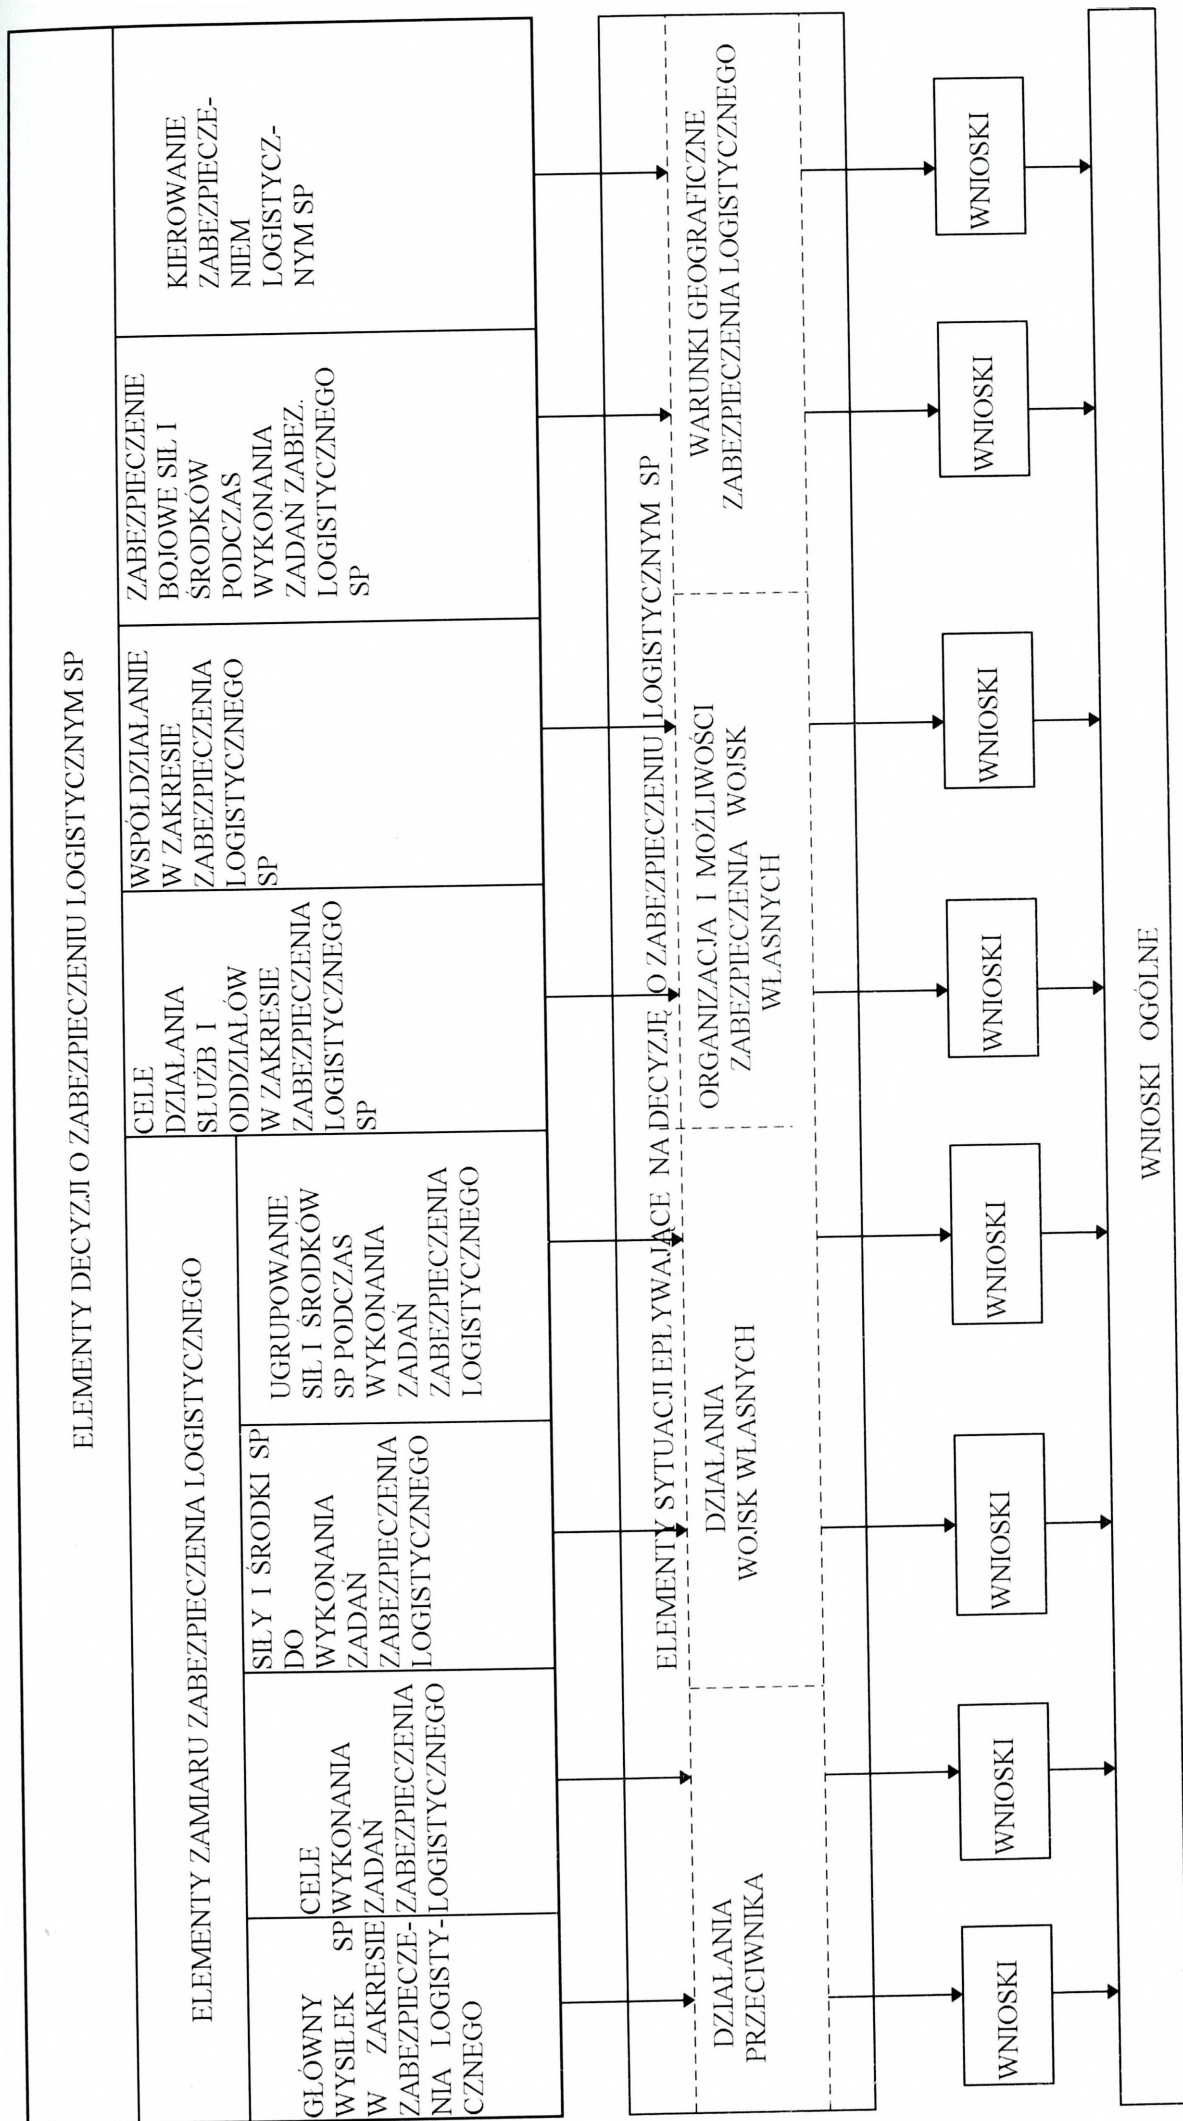 ELEMENTY DECYZJI O ZABEZPIECZENIU LOGISTYCZNYM SP
ELEMENTY ZAMIARU ZABEZPIECZENIA LOGISTYCZNEGO
GŁÓWNY
WYSIŁEK SP
W ZAKRESIE
ZABEZPIECZE-
NIA LOGISTY-
CZNEGO
CELE
WYKONANIA
ZADAŃ
ZABEZPIECZENIA
LOGISTYCZNEGO
SIŁY I ŚRODKI SP
DO
WYKONANIA
ZADAŃ
ZABEZPIECZENIA
LOGISTYCZNEGO
UGRUPOWANIE
SIŁ I ŚRODKÓW
SP PODCZAS
WYKONANIA
ZADAŃ
ZABEZPIECZENIA
LOGISTYCZNEGO
CELE
DZIAŁANIA
SŁUŻB I
ODDZIAŁÓW
W ZAKRESIE
ZABEZPIECZENIA
LOGISTYCZNEGO
SP
WSPÓŁDZIAŁANIE
W ZAKRESIE
ZABEZPIECZENIA
LOGISTYCZNEGO
SP
ZABEZPIECZENIE
BOJOWE SIŁ I
ŚRODKÓW
PODCZAS
WYKONANIA
ZADAŃ ZABEZ.
LOGISTYCZNEGO
SP
KIEROWANIE
ZABEZPIECZE-
NIEM
LOGISTYCZ-
NYM SP
ELEMENTY SYTUACJI EPŁYWAJĄCE NA DECYZJĘ O ZABEZPIECZENIU LOGISTYCZNYM SP
DZIAŁANIA
PRZECIWNIKA
DZIAŁANIA
WOJSK WŁASNYCH
ORGANIZACJA I MOŻLIWOŚCI
ZABEZPIECZENIA WOJSK
WŁASNYCH
WARUNKI GEOGRAFICZNE
ZABEZPIECZENIA LOGISTYCZNEGO
WNIOSKI
WNIOSKI
WNIOSKI
WNIOSKI
WNIOSKI
WNIOSKI
WNIOSKI
WNIOSKI
WNIOSKI OGÓLNE